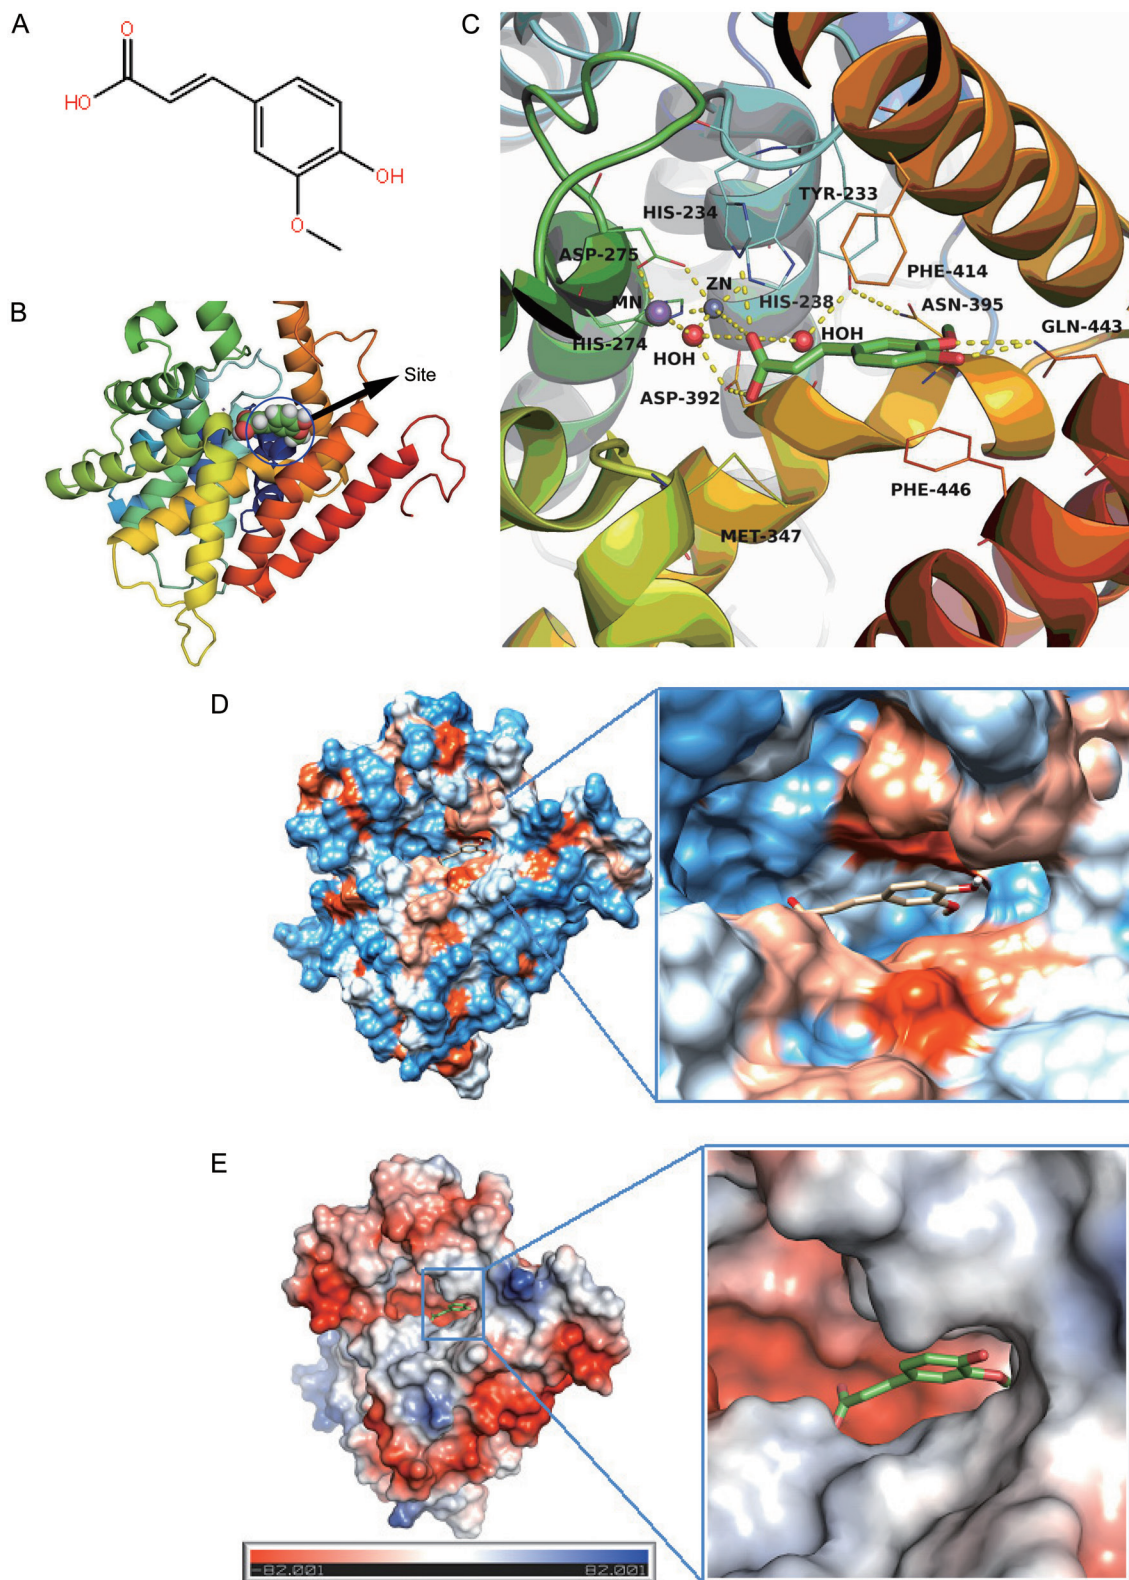 A
O
HO
OH
O
B
Site
C
HIS-234
TYR-233
ASP-275
PHE-414
ZN
MN
HIS-238
ASN-395
HIS-274
HOH
HOH
GLN-443
ASP-392
PHE-446
MET-347
D
E
-82.001
82.001